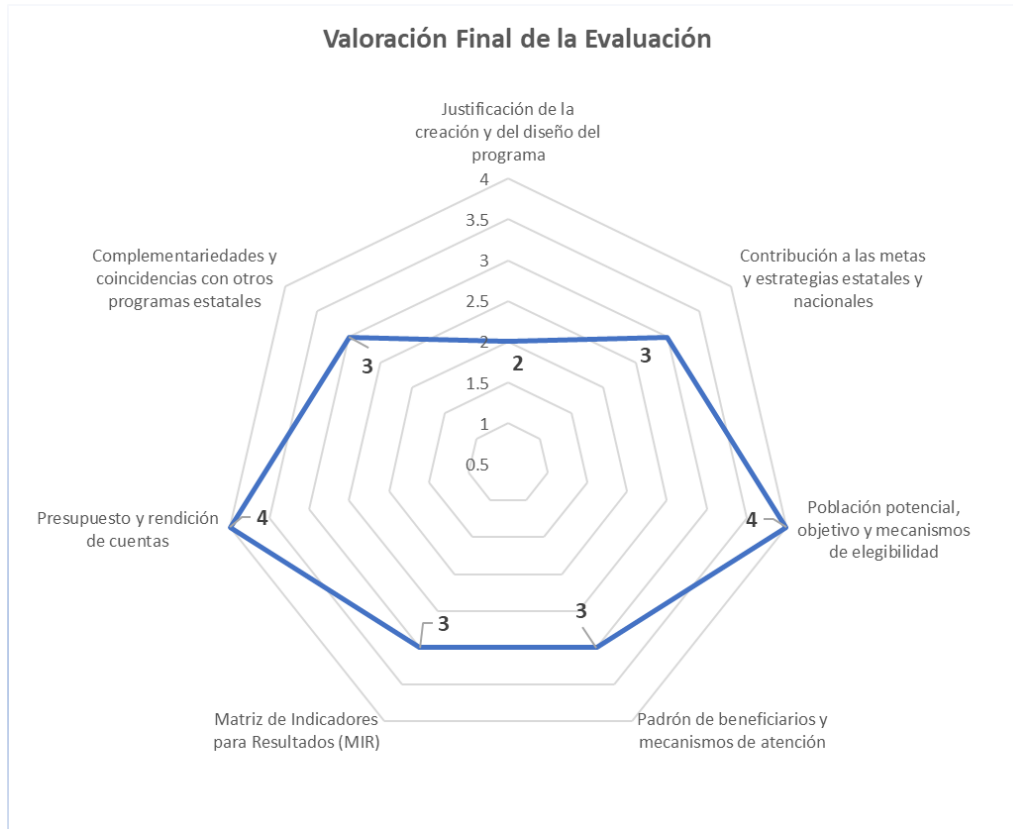 Valoración Final de la Evaluación
Justificación de la
creación y del diseño del
programa
4
3.5
3
2.5
2
1.5
1
0.5
Complementariedades y
coincidencias con otros
programas estatales
Contribución a las metas
y estrategias estatales y
nacionales
3
2
3
Presupuesto y rendición
de cuentas
4
4
Población potencial,
objetivo y mecanismos
de elegibilidad
3
3
Matriz de Indicadores
para Resultados (MIR)
Padrón de beneficiarios y
mecanismos de atención